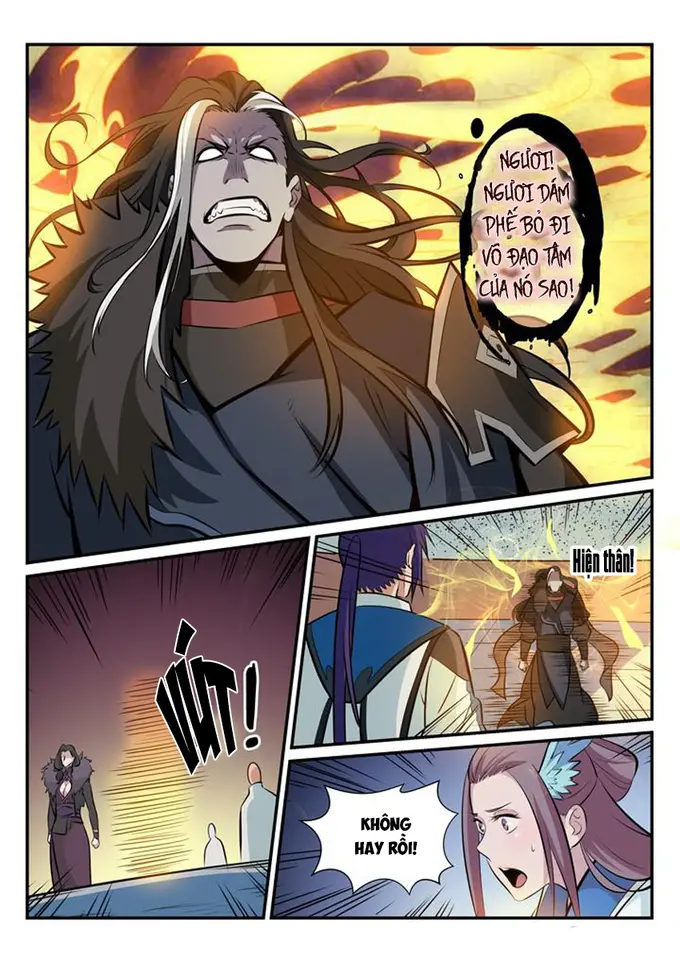 NGƯƠI!
NGƯƠI DÁM
PHẾ BỎ ĐI
VÕ ĐẠO TÂM
CỦA NÓ SAO!
VÚT!
Hiện thân!
KHÔNG
HAY RỒI!